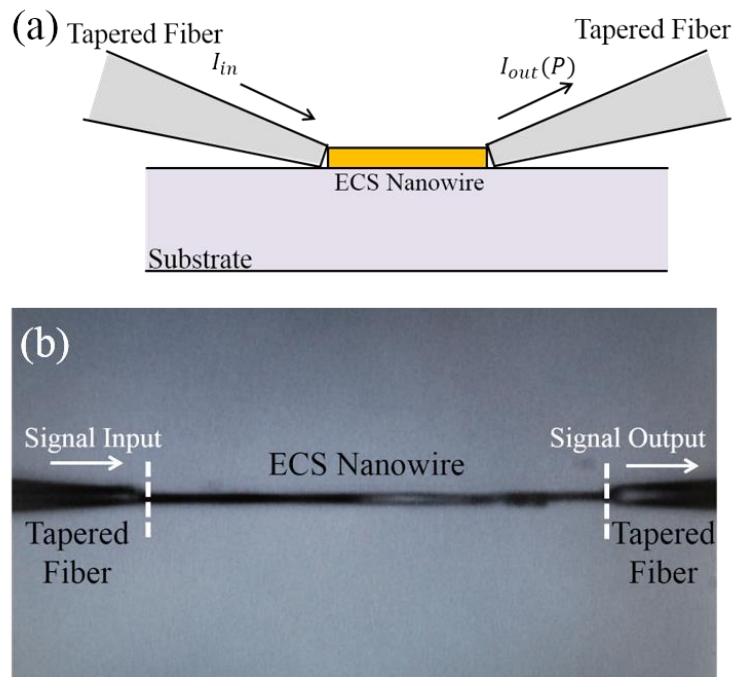 (a)
Tapered Fiber
Tapered Fiber
I_in
I_out(P)
ECS Nanowire
Substrate
(b)
Signal Input
Signal Output
ECS Nanowire
Tapered
Fiber
Tapered
Fiber